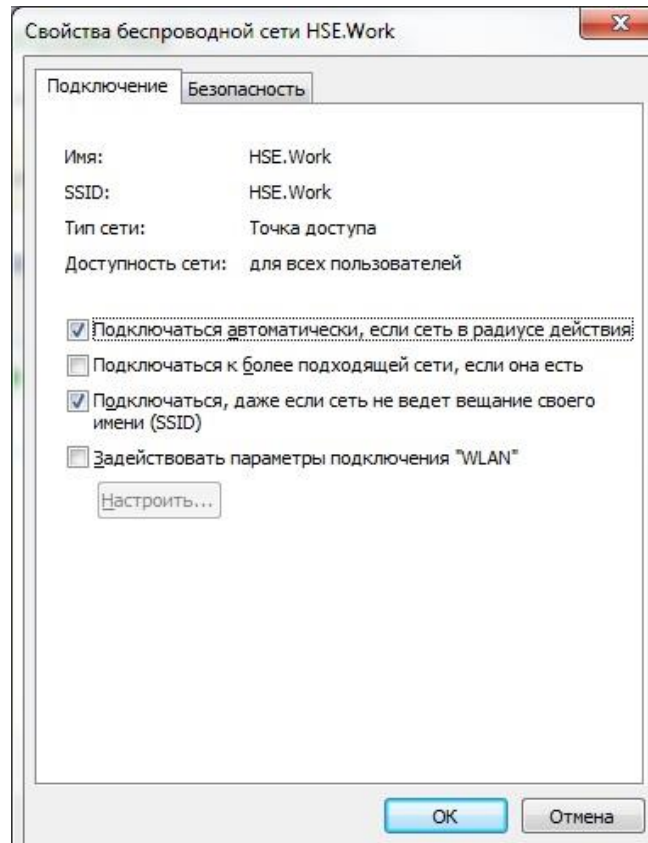 Свойства беспроводной сети HSE.Work
Подключение
Безопасность
Имя: HSE.Work
SSID: HSE.Work
Тип сети: Точка доступа
Доступность сети: для всех пользователей
Подключаться автоматически, если сеть в радиусе действия
Подключаться к более подходящей сети, если она есть
Подключаться, даже если сеть не ведет вещание своего
имени (SSID)
Задействовать параметры подключения "WLAN"
Настроить...
ОК
Отмена